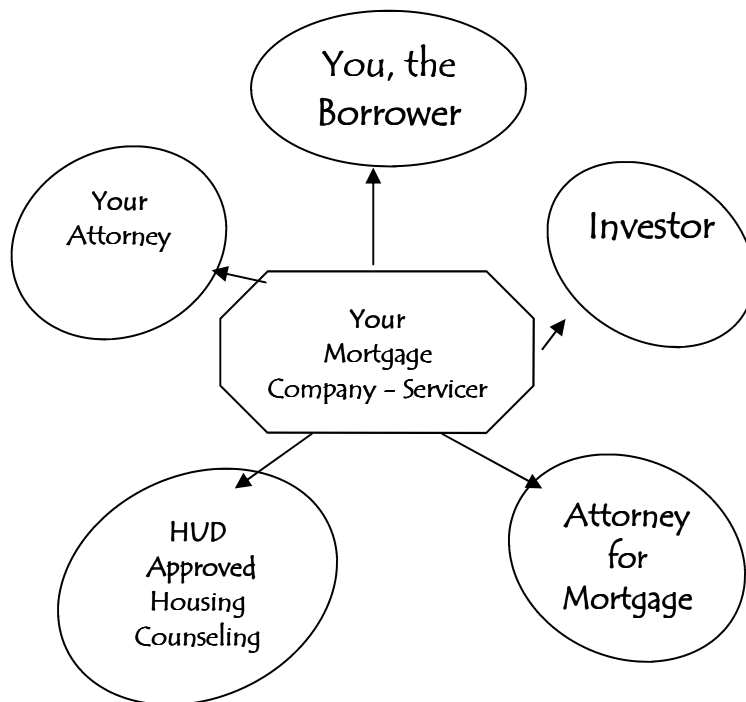 You, the
Borrower
Your
Attorney
Investor
Your
Mortgage
Company – Servicer
HUD
Approved
Housing
Counseling
Attorney
for
Mortgage